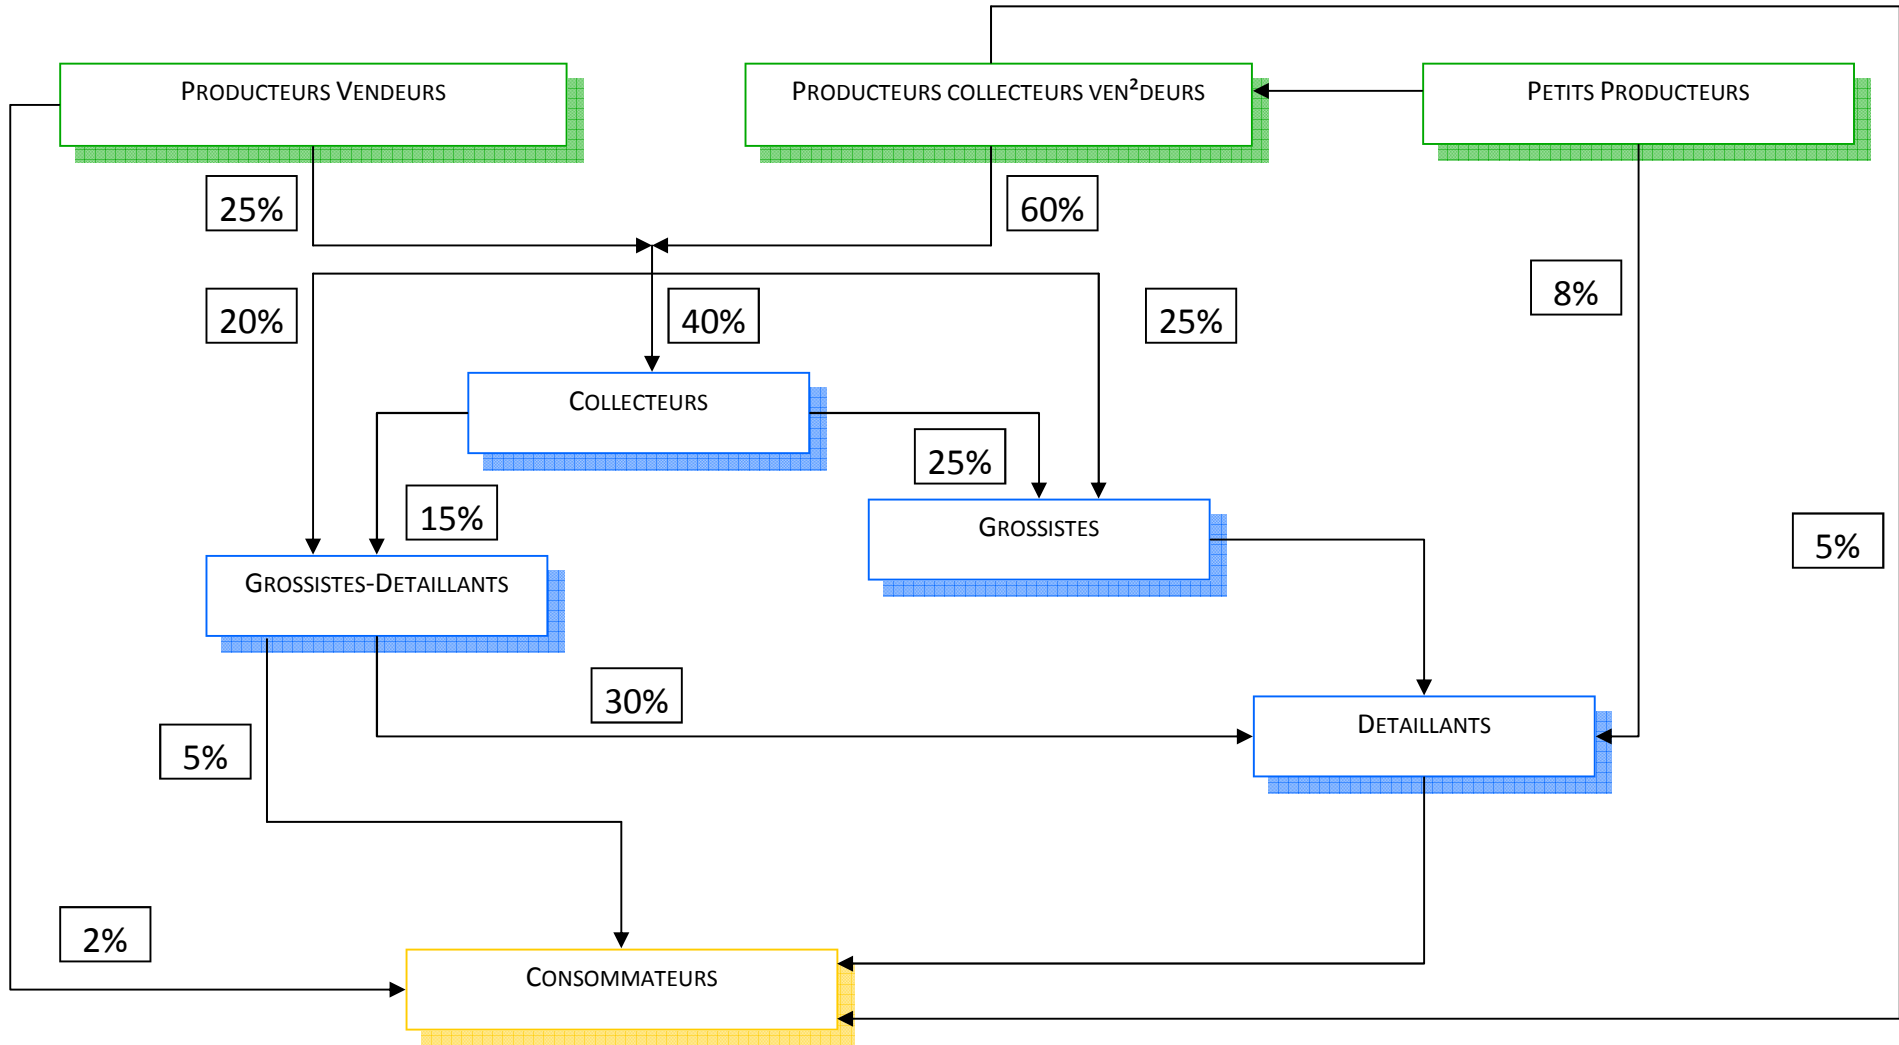 PRODUCTEURS VENDEURS
PRODUCTEURS COLLECTEURS VEN²DEURS
PETITS PRODUCTEURS
25%
60%
20%
40%
25%
8%
COLLECTEURS
25%
15%
GROSSISTES
5%
GROSSISTES-DETAILLANTS
30%
DETAILLANTS
5%
2%
CONSOMMATEURS